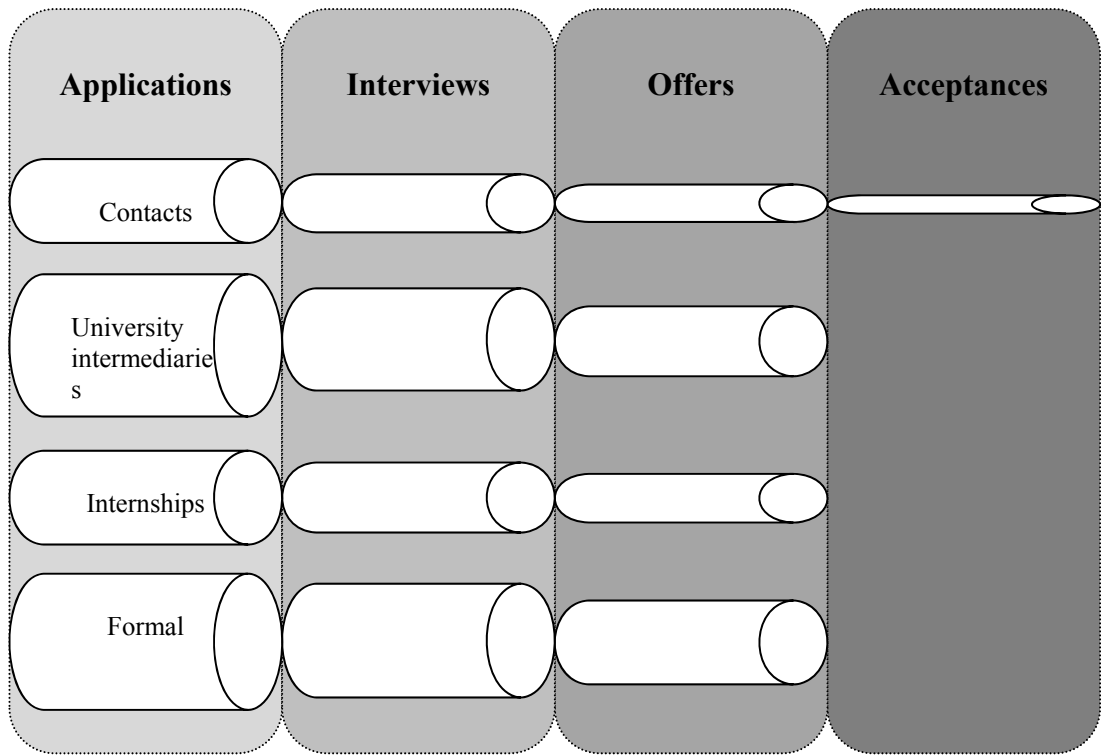 Applications
Interviews
Offers
Acceptances
Contacts
University
intermediarie
s
Internships
Formal